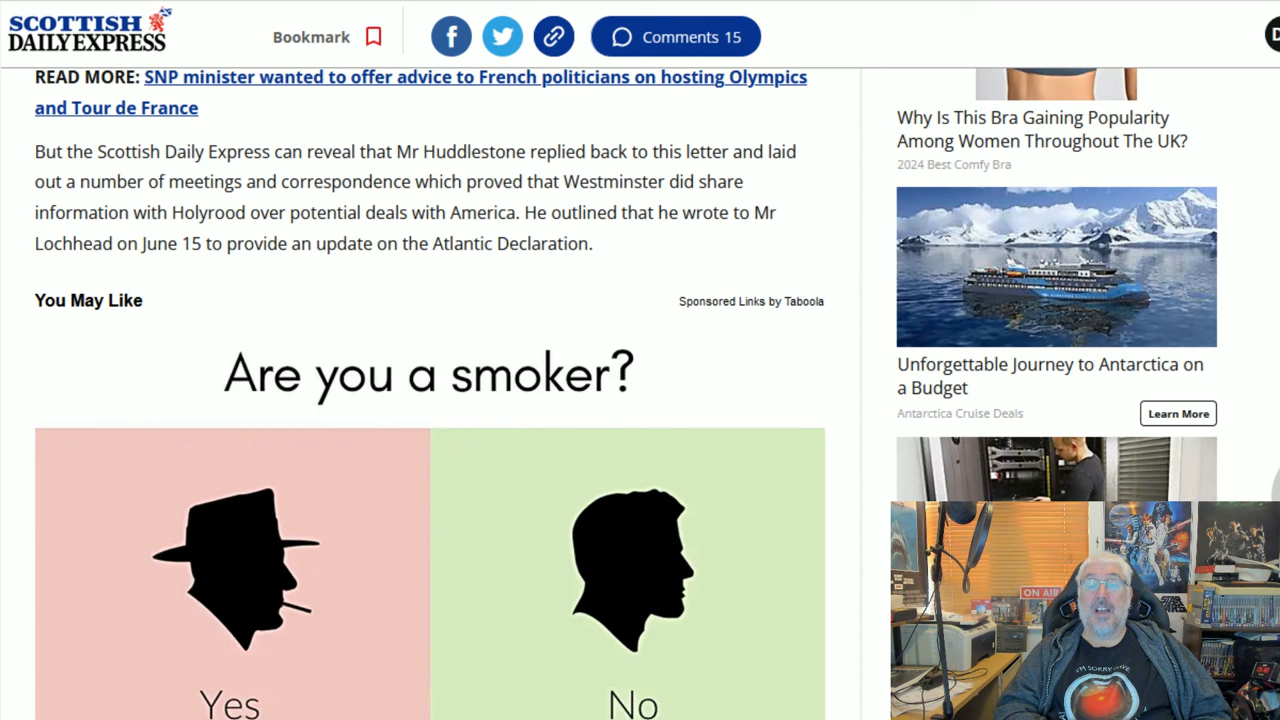 SCOTTISH
DAILY EXPRESS
Bookmark
Comments 15
D
READ MORE: SNP minister wanted to offer advice to French politicians on hosting Olympics
and Tour de France
But the Scottish Daily Express can reveal that Mr Huddlestone replied back to this letter and laid
out a number of meetings and correspondence which proved that Westminster did share
information with Holyrood over potential deals with America. He outlined that he wrote to Mr
Lochhead on June 15 to provide an update on the Atlantic Declaration.
You May Like
Sponsored Links by Taboola
Are you a smoker?
Yes
No
Why Is This Bra Gaining Popularity
Among Women Throughout The UK?
2024 Best Comfy Bra
Unforgettable Journey to Antarctica on
a Budget
Antarctica Cruise Deals
Learn More
JAWS
ON AIR
STAR
WARS
I'M SORRY DAVE